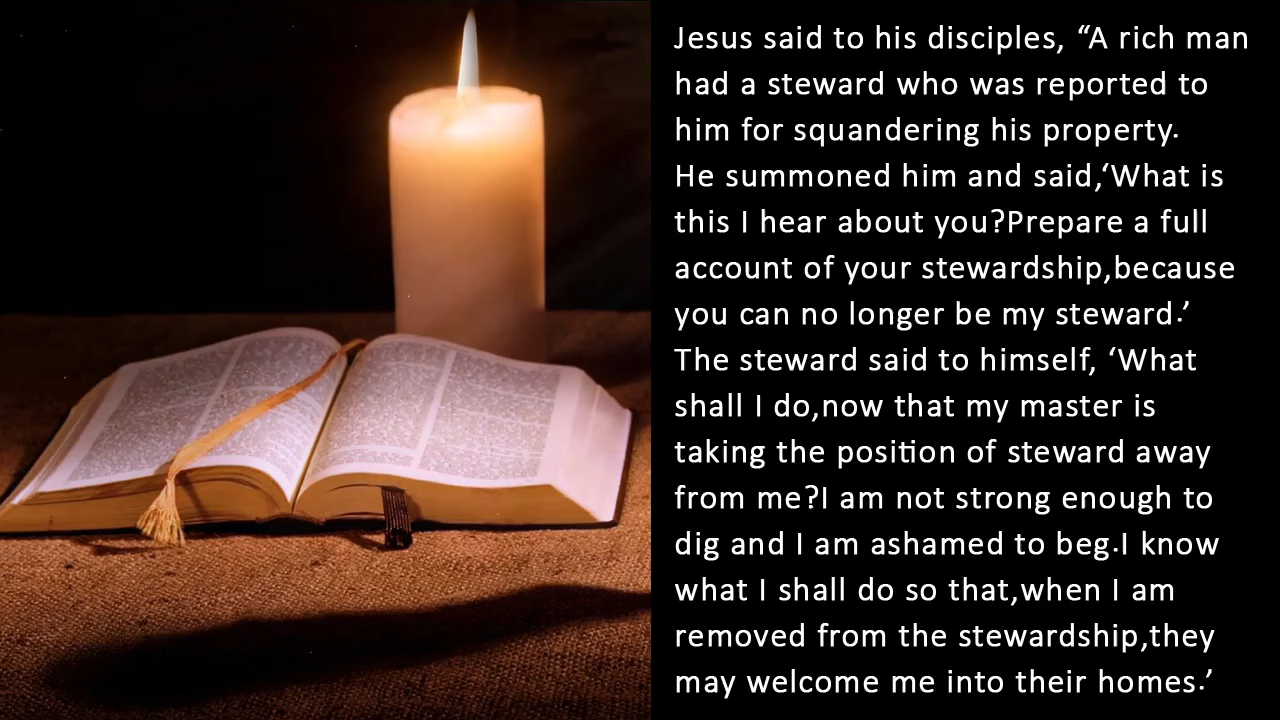 Jesus said to his disciples, “A rich man
had a steward who was reported to
him for squandering his property.
He summoned him and said,‘What is
this I hear about you?Prepare a full
account of your stewardship,because
you can no longer be my steward.’
The steward said to himself, ‘What
shall I do,now that my master is
taking the position of steward away
from me?I am not strong enough to
dig and I am ashamed to beg.I know
what I shall do so that,when I am
removed from the stewardship,they
may welcome me into their homes.’